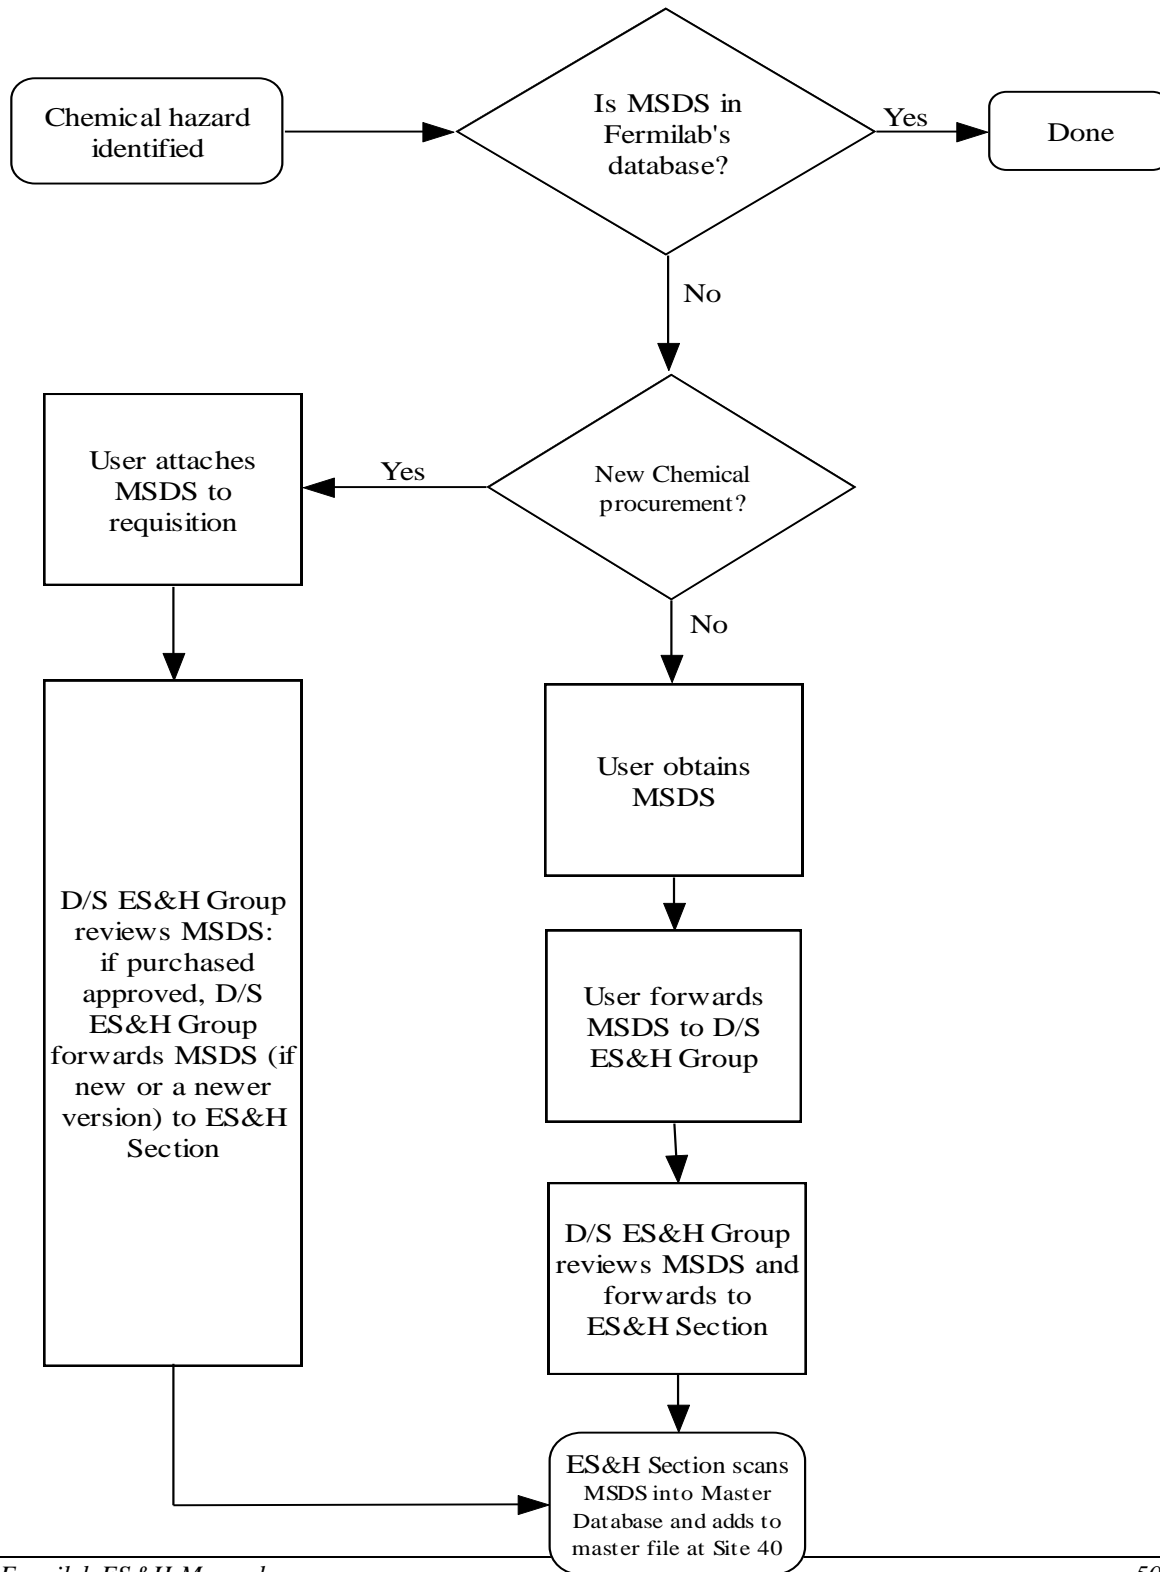 Chemical hazard
identified
Is MSDS in
Fermilab's
database?
Yes
Done
No
New Chemical
procurement?
Yes
User attaches
MSDS to
requisition
No
User obtains
MSDS
D/S ES&H Group
reviews MSDS:
if purchased
approved, D/S
ES&H Group
forwards MSDS (if
new or a newer
version) to ES&H
Section
User forwards
MSDS to D/S
ES&H Group
D/S ES&H Group
reviews MSDS and
forwards to
ES&H Section
ES&H Section scans
MSDS into Master
Database and adds to
master file at Site 40
Fermilab ES&H Manual